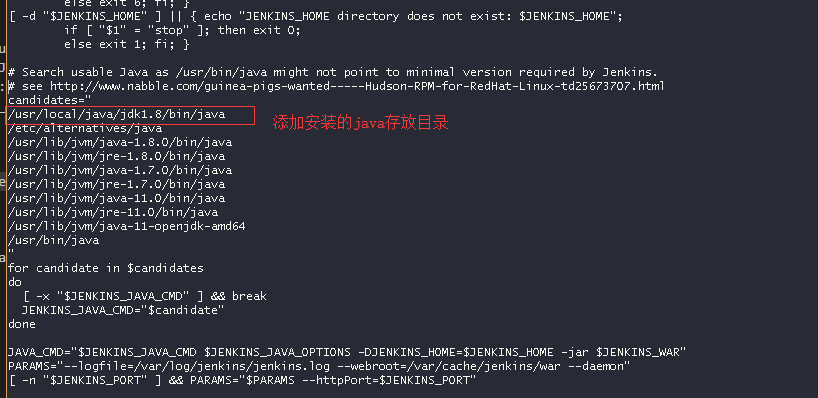 else exit 6; fi; }
[ -d "$JENKINS_HOME" ] || { echo "JENKINS_HOME directory does not exist: $JENKINS_HOME";
if [ "$1" = "stop" ]; then exit 0;
else exit 1; fi; }
# Search usable Java as /usr/bin/java might not point to minimal version required by Jenkins.
# see http://www.nabble.com/guinea-pigs-wanted-----Hudson-RPM-for-RedHat-Linux-td25673707.html
candidates="
/usr/local/java/jdk1.8/bin/java
添加安装的java存放目录
/etc/alternatives/java
/usr/lib/jvm/java-1.8.0/bin/java
/usr/lib/jvm/jre-1.8.0/bin/java
/usr/lib/jvm/java-1.7.0/bin/java
/usr/lib/jvm/jre-1.7.0/bin/java
/usr/lib/jvm/java-11.0/bin/java
/usr/lib/jvm/jre-11.0/bin/java
/usr/lib/jvm/java-11-openjdk-amd64
/usr/bin/java
"
for candidate in $candidates
do
[ -x "$JENKINS_JAVA_CMD" ] && break
JENKINS_JAVA_CMD="$candidate"
done
JAVA_CMD="$JENKINS_JAVA_CMD $JENKINS_JAVA_OPTIONS -DJENKINS_HOME=$JENKINS_HOME -jar $JENKINS_WAR"
PARAMS="--logfile=/var/log/jenkins/jenkins.log --webroot=/var/cache/jenkins/war --daemon"
[ -n "$JENKINS_PORT" ] && PARAMS="$PARAMS --httpPort=$JENKINS_PORT"